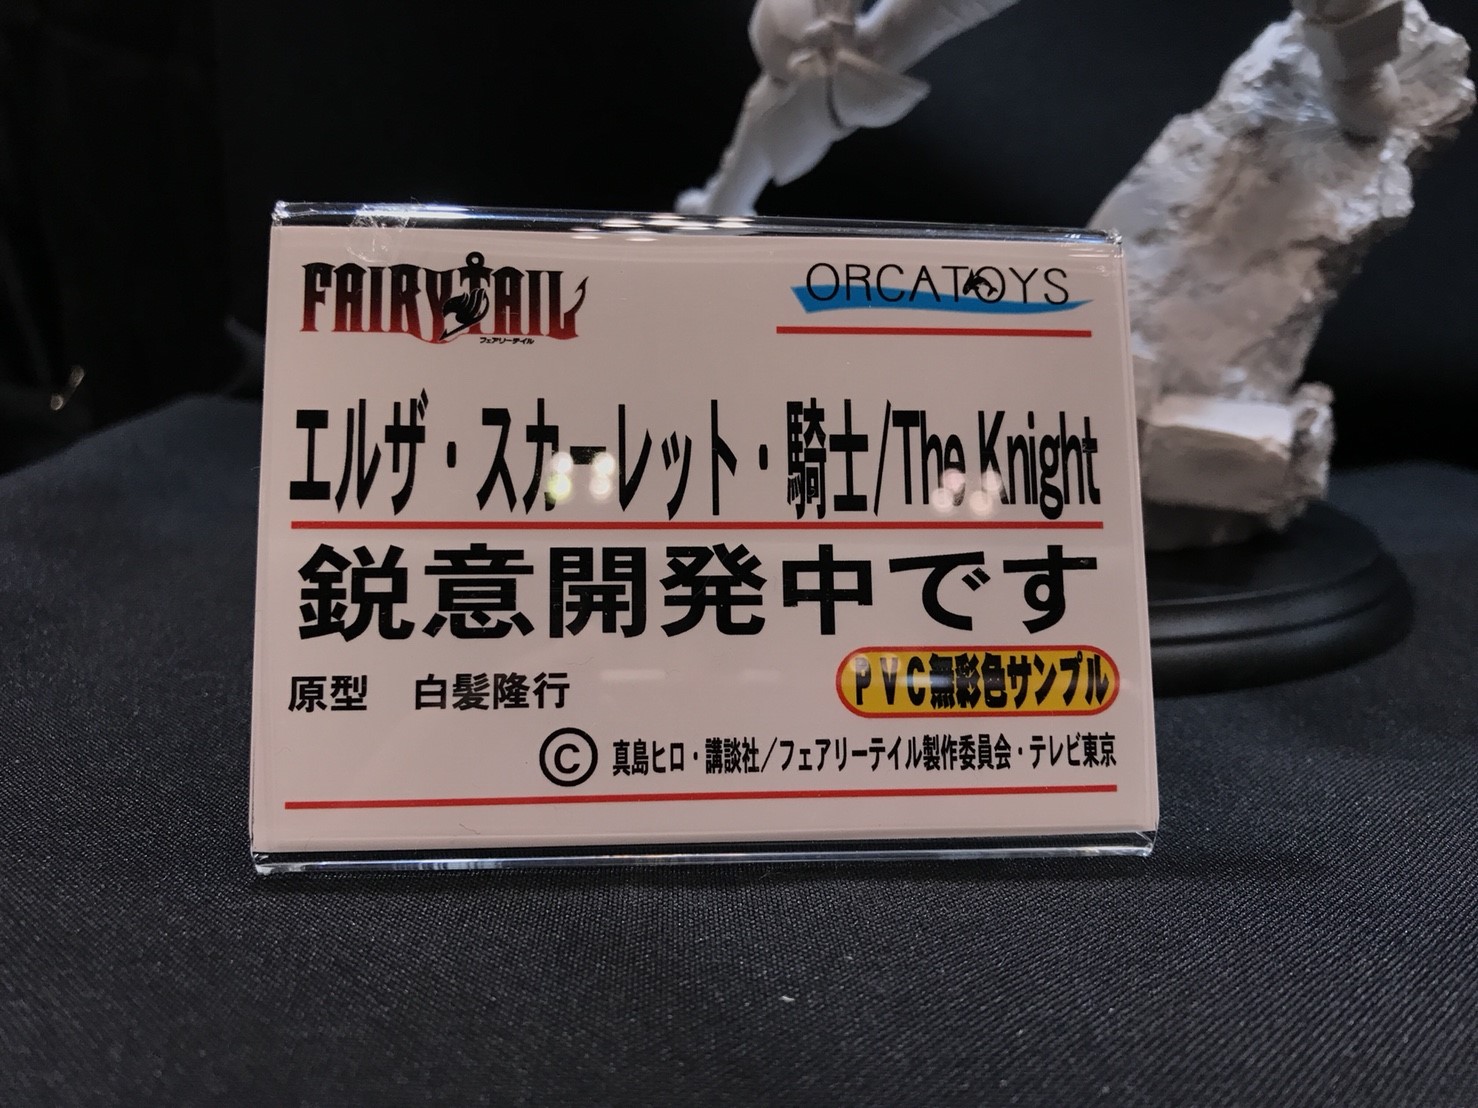 FAIRY TAIL
フェアリーテイル
ORCATOYS
エルザ・スカーレット・騎士/The Knight
鋭意開発中です
原型 白髪隆行
PVC無彩色サンプル
©真島ヒロ・講談社/フェアリーテイル製作委員会・テレビ東京